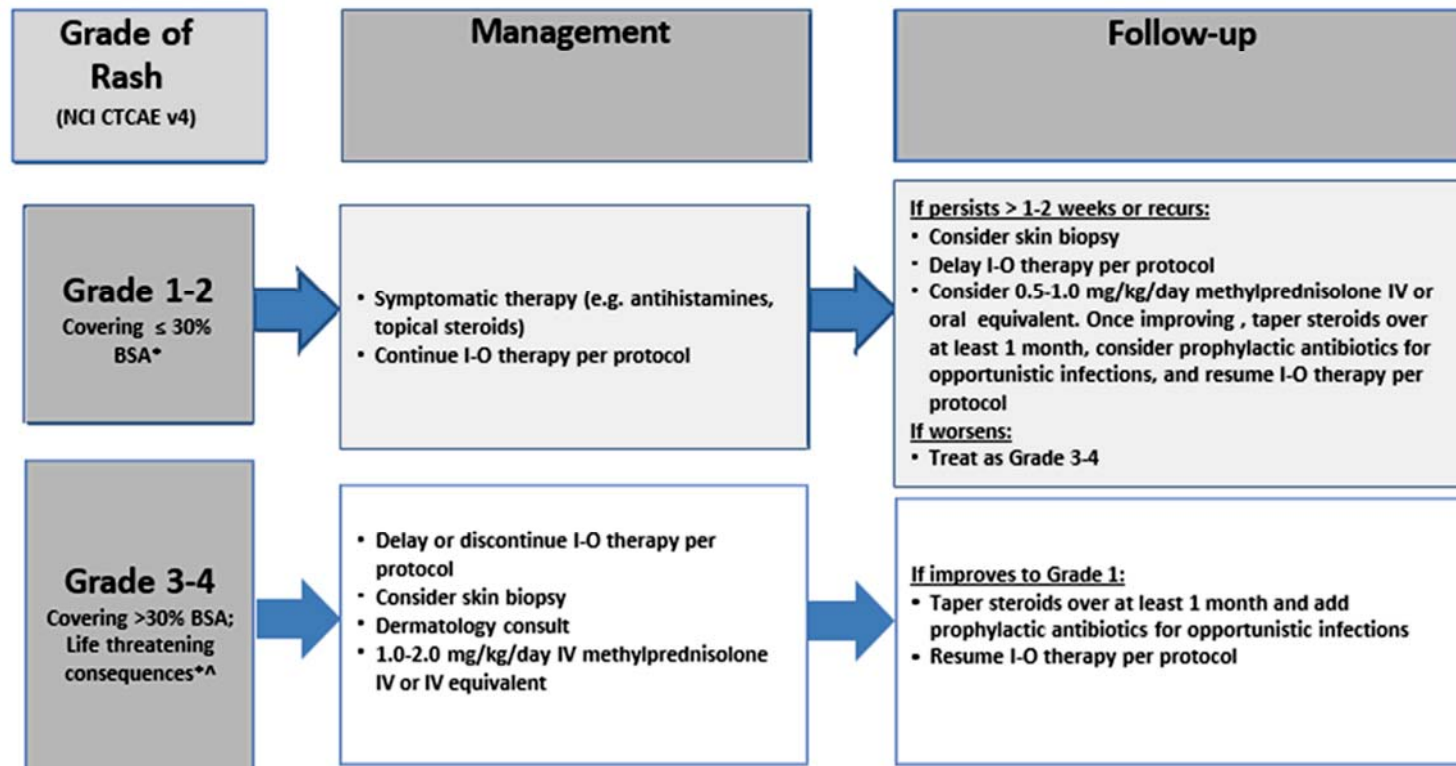 Grade of
Rash
(NCI CTCAE v4)
Management
Follow-up
Grade 1-2
Covering ≤ 30%
BSA*
• Symptomatic therapy (e.g. antihistamines,
topical steroids)
• Continue I-O therapy per protocol
If persists > 1-2 weeks or recurs:
• Consider skin biopsy
• Delay I-O therapy per protocol
• Consider 0.5-1.0 mg/kg/day methylprednisolone IV or
oral equivalent. Once improving , taper steroids over
at least 1 month, consider prophylactic antibiotics for
opportunistic infections, and resume I-O therapy per
protocol
If worsens:
• Treat as Grade 3-4
Grade 3-4
Covering >30% BSA;
Life threatening
consequences*^
• Delay or discontinue I-O therapy per
protocol
• Consider skin biopsy
• Dermatology consult
• 1.0-2.0 mg/kg/day IV methylprednisolone
IV or IV equivalent
If improves to Grade 1:
• Taper steroids over at least 1 month and add
prophylactic antibiotics for opportunistic infections
• Resume I-O therapy per protocol